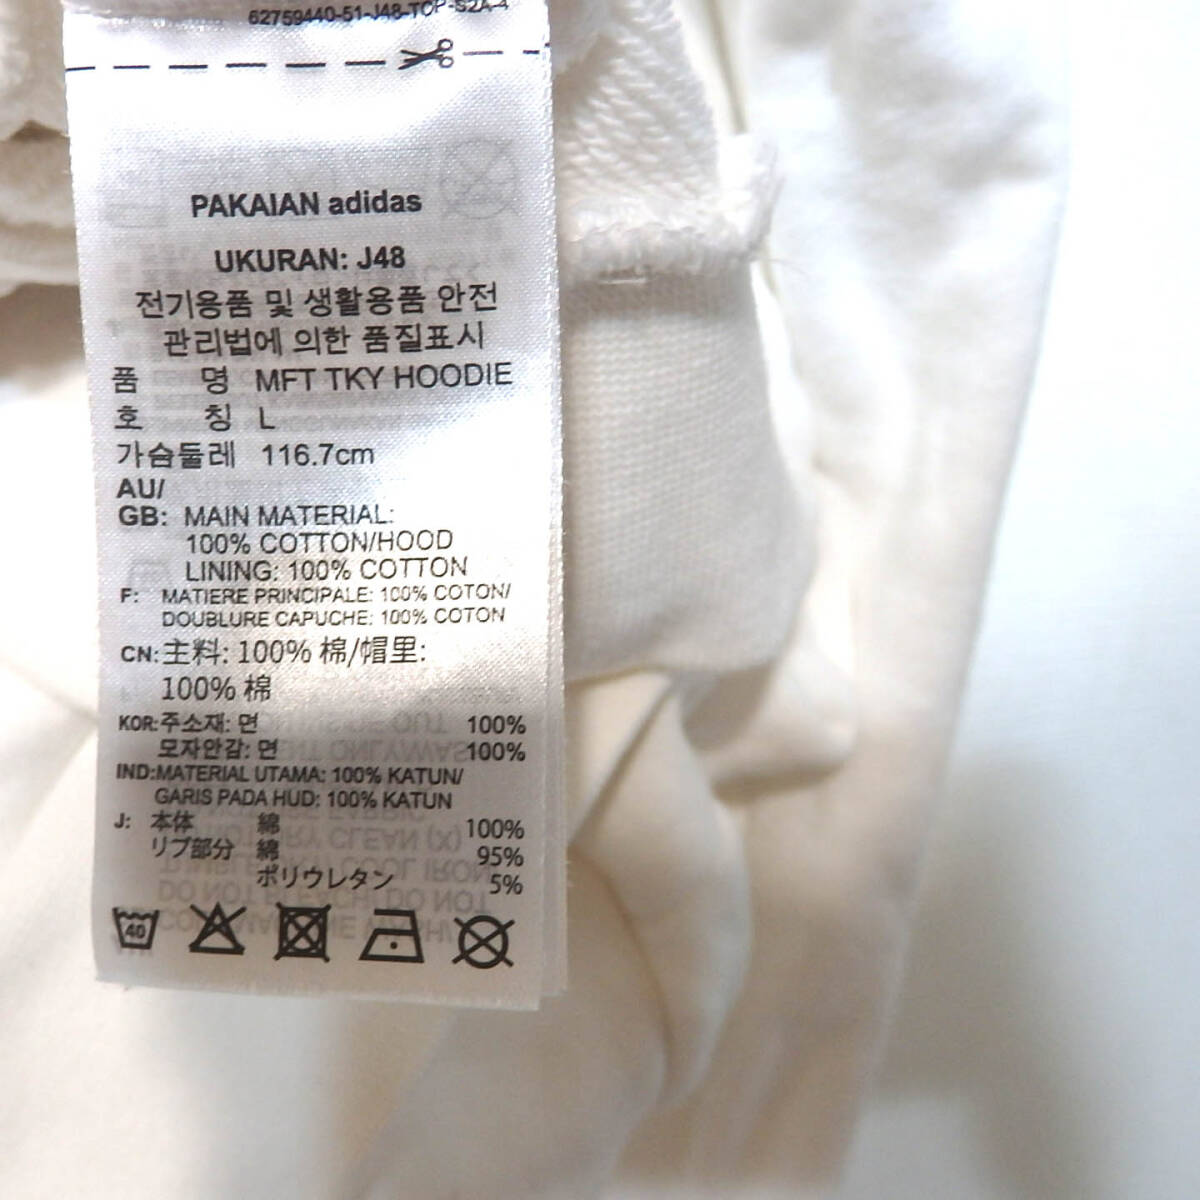 62759440-51-J48-TOP-S2A-4
PAKAIAN adidas
UKURAN: J48
전기용품 및 생활용품 안전
관리법에 의한 품질표시
품 명 MFT TKY HOODIE
호 칭 L
가슴둘레 116.7cm
AU/
GB: MAIN MATERIAL:
100% COTTON/HOOD
LINING: 100% COTTON
F: MATIERE PRINCIPALE: 100% COTON/
DOUBLURE CAPUCHE: 100% COTON
CN: 主料: 100% 棉/帽里:
100% 棉
KOR: 주소재: 면 100%
모자안감: 면 100%
IND: MATERIAL UTAMA: 100% KATUN/
GARIS PADA HUD: 100% KATUN
J: 本体 綿 100%
リブ部分 綿 95%
ポリウレタン 5%
40